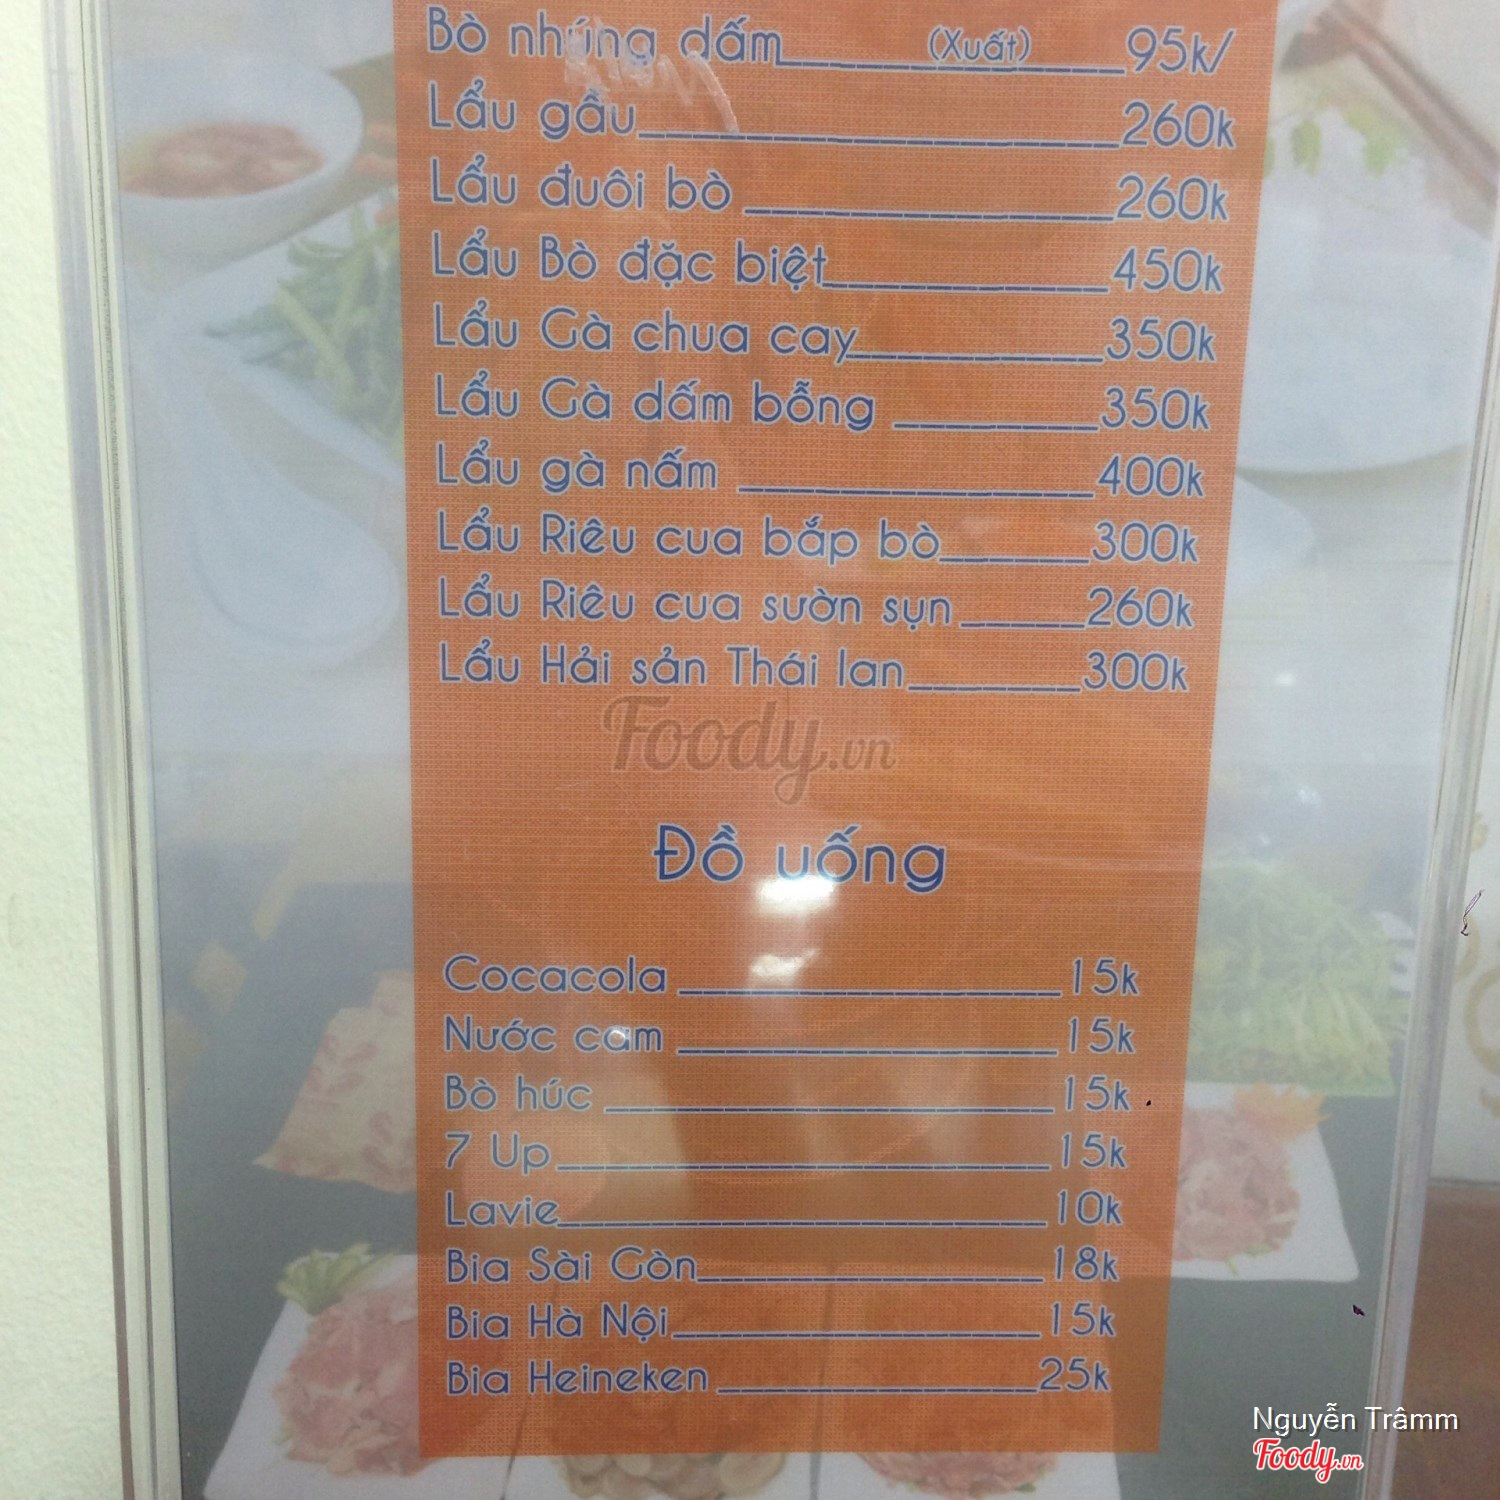 Bò nhúng dấm (Xuất) 95k/
Lẩu gầu 260k
Lẩu đuôi bò 260k
Lẩu Bò đặc biệt 450k
Lẩu Gà chua cay 350k
Lẩu Gà dấm bỗng 350k
Lẩu gà nấm 400k
Lẩu Riêu cua bắp bò 300k
Lẩu Riêu cua sườn sụn 260k
Lẩu Hải sản Thái lan 300k
Foody.vn
Đồ uống
Cocacola 15k
Nước cam 15k
Bò húc 15k
7 Up 15k
Lavie 10k
Bia Sài Gòn 18k
Bia Hà Nội 15k
Bia Heineken 25k
Nguyễn Trâmm
Foody.vn